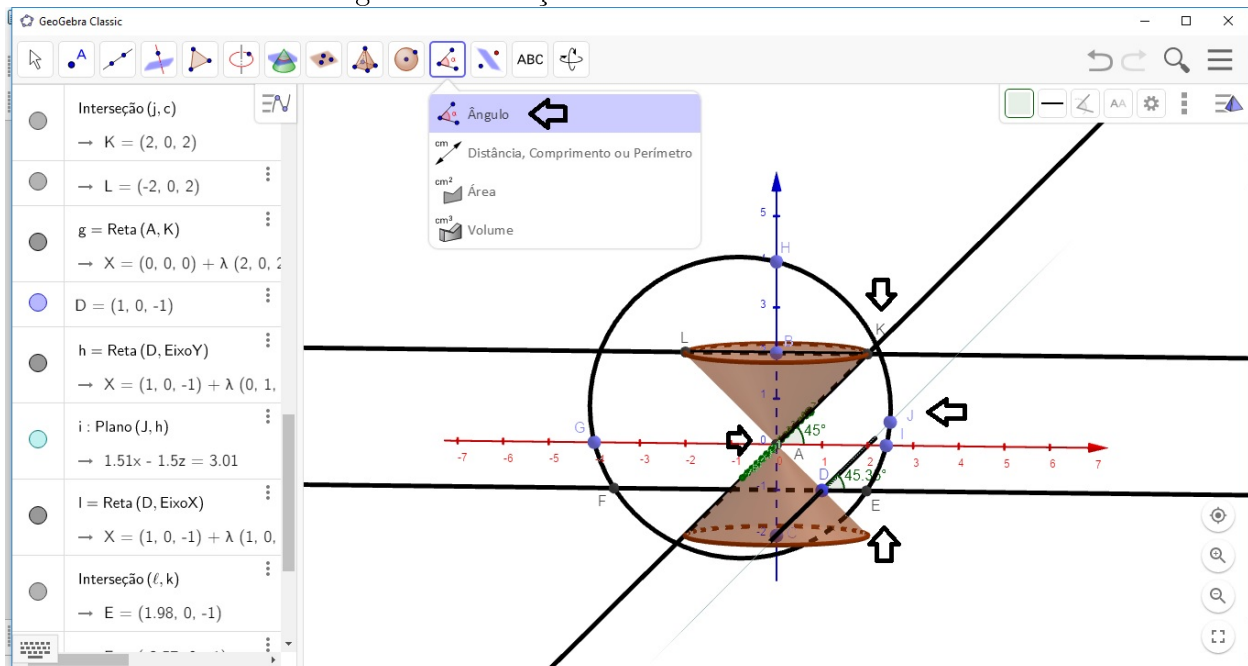 GeoGebra Classic
ABC
Interseção (j, c)
→ K = (2, 0, 2)
→ L = (-2, 0, 2)
g = Reta (A, K)
→ X = (0, 0, 0) + λ (2, 0, 2
D = (1, 0, -1)
h = Reta (D, EixoY)
→ X = (1, 0, -1) + λ (0, 1,
i : Plano (J, h)
→ 1.51x - 1.5z = 3.01
l = Reta (D, EixoX)
→ X = (1, 0, -1) + λ (1, 0,
Interseção (ℓ, k)
→ E = (1.98, 0, -1)
Ângulo
cm
Distância, Comprimento ou Perímetro
cm²
Área
cm³
Volume
AA
5
H
3
K
L
B
1
J
G
45°
0
I
-7 -6 -5 -4 -3 -2 -1 0 1 2 3 4 5 6 7
A
D
45.35°
-1
F
E
-2
C